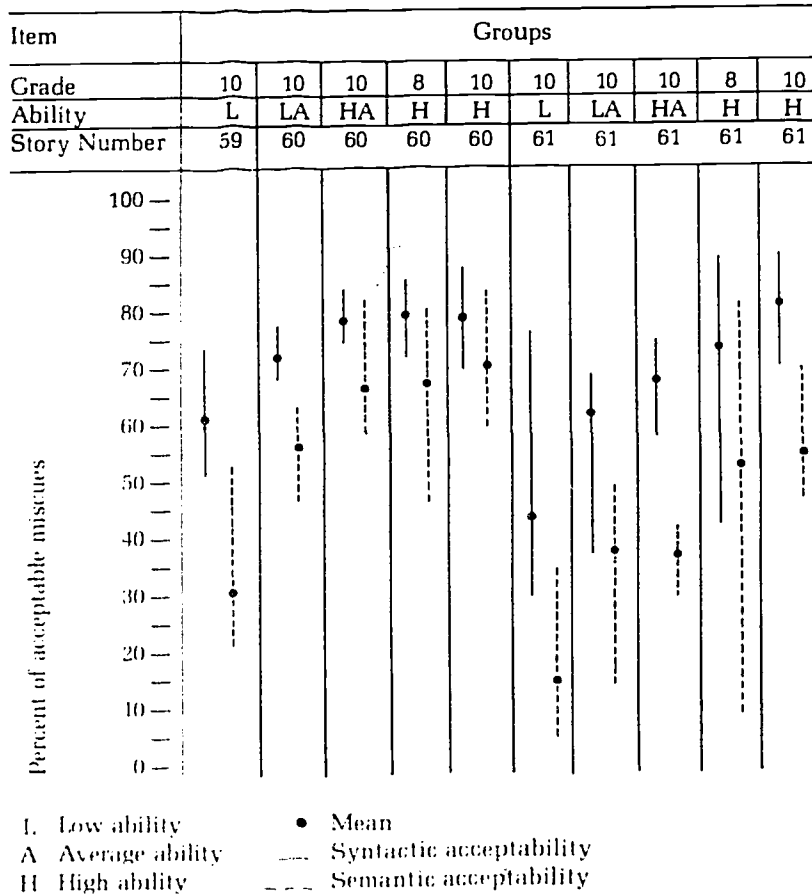 Item Groups
Grade 10 10 10 8 10 10 10 10 8 10
Ability L LA HA H H L LA HA H H
Story Number 59 60 60 60 60 61 61 61 61 61
100
90
80
70
60
50
40
30
20
10
0
Percent of acceptable miscues
L Low ability • Mean
A Average ability — Syntactic acceptability
H High ability --- Semantic acceptability